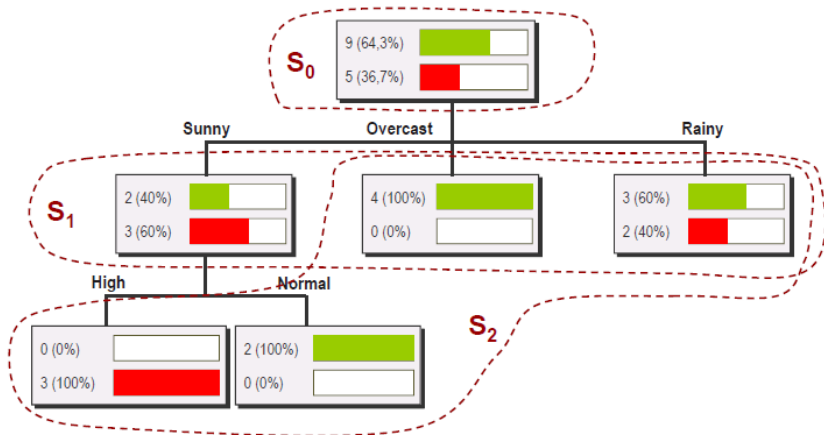 9 (64,3%)
S0
5 (36,7%)
Sunny Overcast Rainy
2 (40%) 4 (100%) 3 (60%)
S1
3 (60%) 0 (0%) 2 (40%)
High Normal
S2
0 (0%) 2 (100%)
3 (100%) 0 (0%)